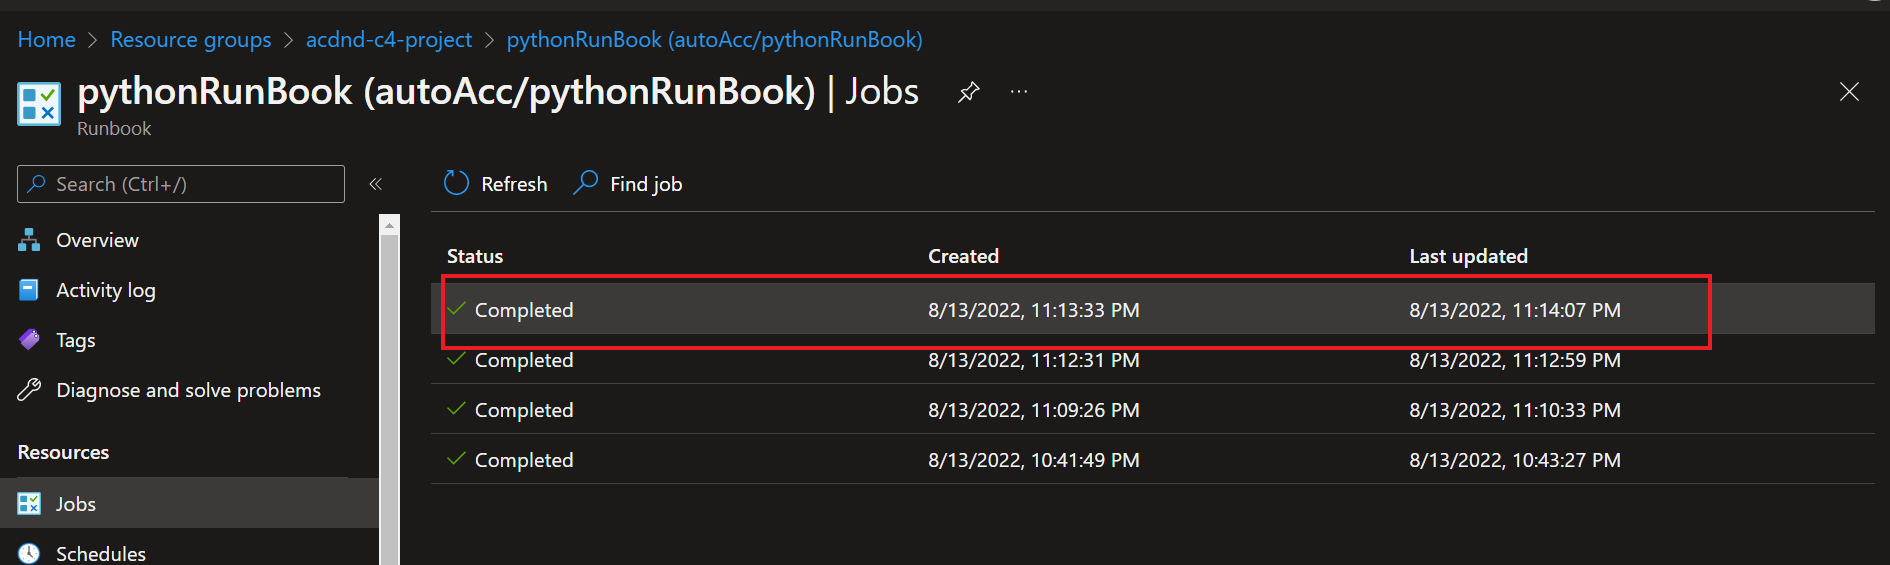 Home > Resource groups > acdnd-c4-project > pythonRunBook (autoAcc/pythonRunBook)
pythonRunBook (autoAcc/pythonRunBook) | Jobs ...
Runbook
Search (Ctrl+/) «
Overview
Activity log
Tags
Diagnose and solve problems
Resources
Jobs
Schedules
Refresh Find job
Status Created Last updated
Completed 8/13/2022, 11:13:33 PM 8/13/2022, 11:14:07 PM
Completed 8/13/2022, 11:12:31 PM 8/13/2022, 11:12:59 PM
Completed 8/13/2022, 11:09:26 PM 8/13/2022, 11:10:33 PM
Completed 8/13/2022, 10:41:49 PM 8/13/2022, 10:43:27 PM